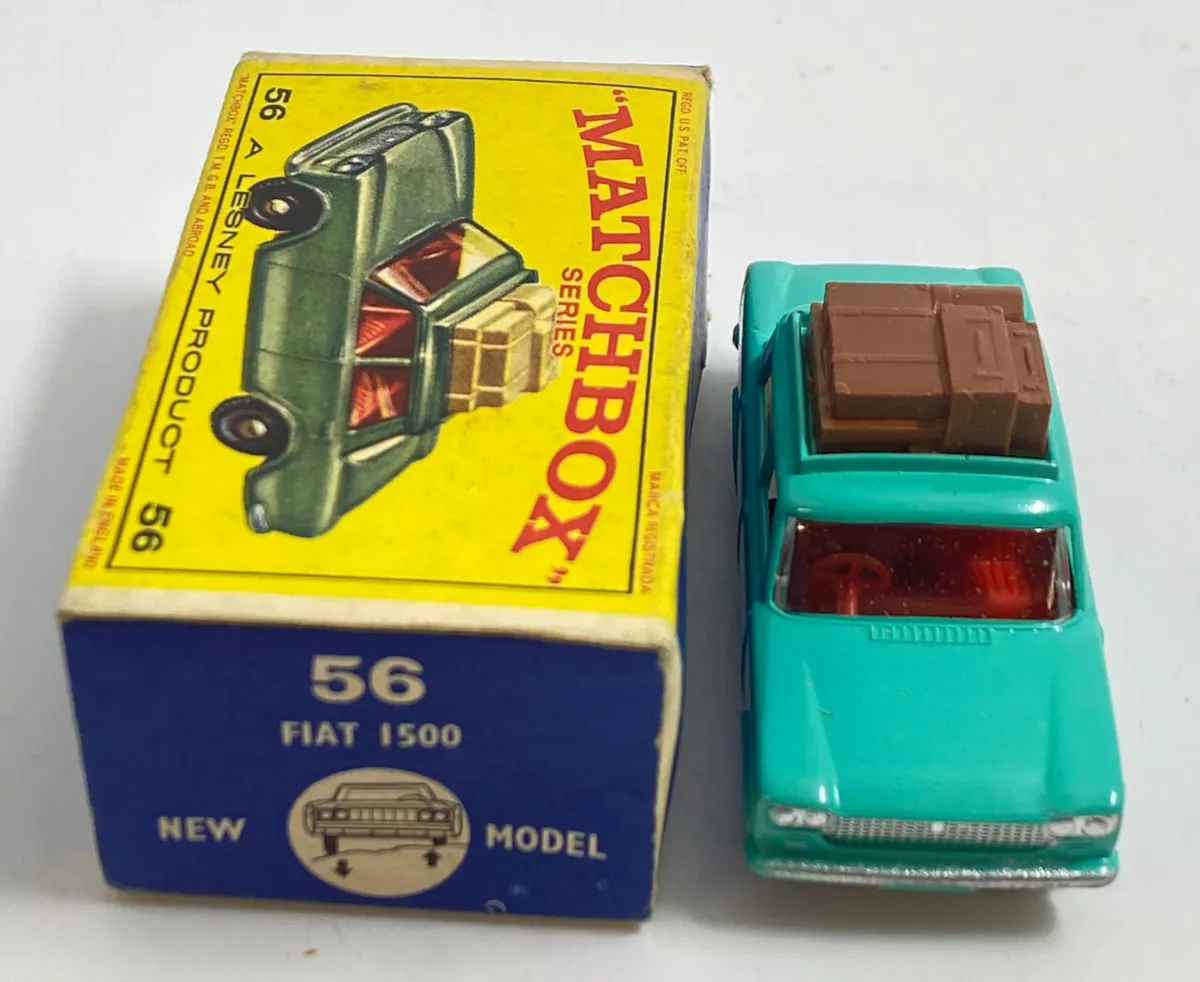 REGD. U.S. PAT. OFF.
MARCA REGISTRADA
"MATCHBOX"
SERIES
56 A LESNEY PRODUCT 56
"MATCHBOX" REGD. T.M. G.B. AND ABROAD
MADE IN ENGLAND
56
FIAT 1500
NEW MODEL